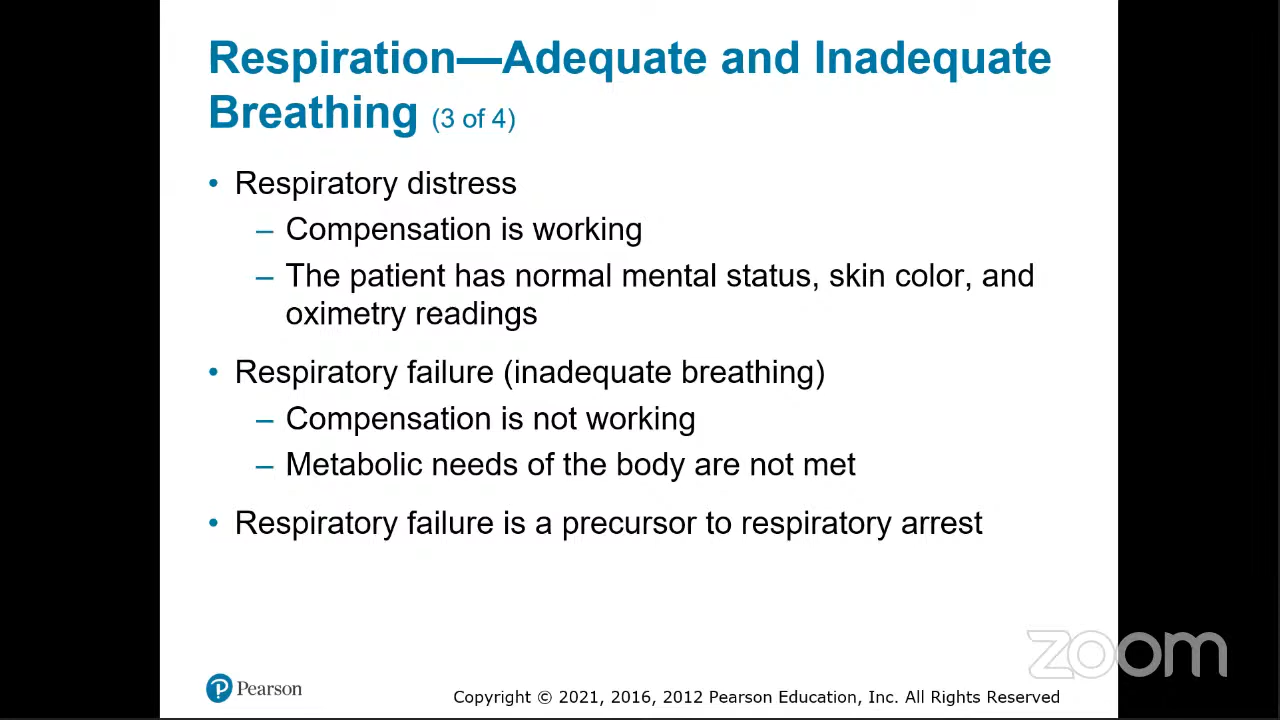 Respiration—Adequate and Inadequate
Breathing (3 of 4)
• Respiratory distress
– Compensation is working
– The patient has normal mental status, skin color, and
oximetry readings
• Respiratory failure (inadequate breathing)
– Compensation is not working
– Metabolic needs of the body are not met
• Respiratory failure is a precursor to respiratory arrest
zoom
Pearson
Copyright © 2021, 2016, 2012 Pearson Education, Inc. All Rights Reserved